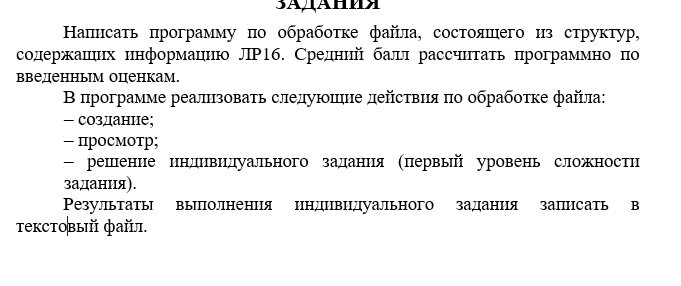 ЗАДАНИЯ
Написать программу по обработке файла, состоящего из структур,
содержащих информацию ЛР16. Средний балл рассчитать программно по
введенным оценкам.
В программе реализовать следующие действия по обработке файла:
– создание;
– просмотр;
– решение индивидуального задания (первый уровень сложности
задания).
Результаты выполнения индивидуального задания записать в
текстовый файл.